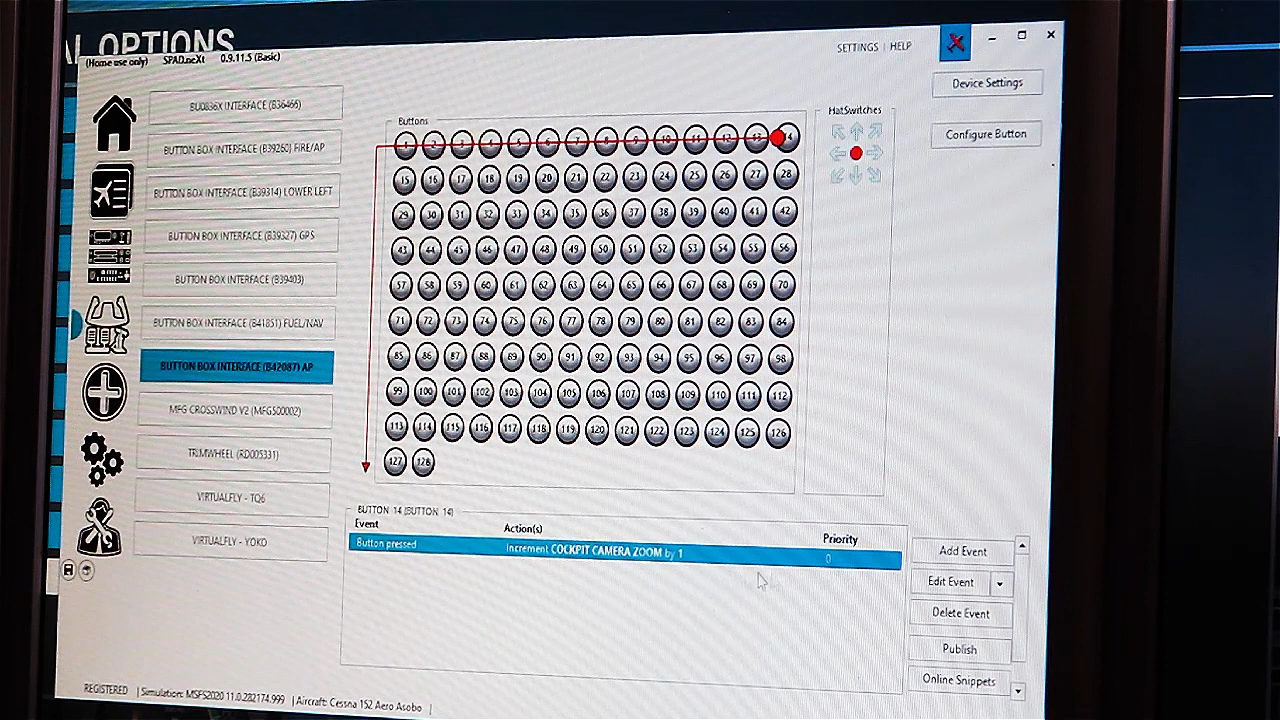 AL OPTIONS
(Home use only) SPAD.neXt 0.9.11.5 (Basic)
SETTINGS | HELP
BU0836X INTERFACE (B36466)
BUTTON BOX INTERFACE (B39260) FIRE/AP
BUTTON BOX INTERFACE (B39314) LOWER LEFT
BUTTON BOX INTERFACE (B39327) GPS
BUTTON BOX INTERFACE (B39403)
BUTTON BOX INTERFACE (B41851) FUEL/NAV
BUTTON BOX INTERFACE (B42087) AP
MFG CROSSWIND V2 (MFG500002)
TRIMWHEEL (RD005331)
VIRTUALFLY - TQ6
VIRTUALFLY - YOKO
Buttons
1 2 3 4 5 6 7 8 9 10 11 12 13 14
15 16 17 18 19 20 21 22 23 24 25 26 27 28
29 30 31 32 33 34 35 36 37 38 39 40 41 42
43 44 45 46 47 48 49 50 51 52 53 54 55 56
57 58 59 60 61 62 63 64 65 66 67 68 69 70
71 72 73 74 75 76 77 78 79 80 81 82 83 84
85 86 87 88 89 90 91 92 93 94 95 96 97 98
99 100 101 102 103 104 105 106 107 108 109 110 111 112
113 114 115 116 117 118 119 120 121 122 123 124 125 126
127 128
HatSwitches
Device Settings
Configure Button
BUTTON 14 (BUTTON 14)
Event Action(s) Priority
Button pressed Increment COCKPIT CAMERA ZOOM by 1 0
Add Event
Edit Event
Delete Event
Publish
Online Snippets
REGISTERED | Simulation: MSFS2020 11.0.282174.999 | Aircraft: Cessna 152 Aero Asobo |